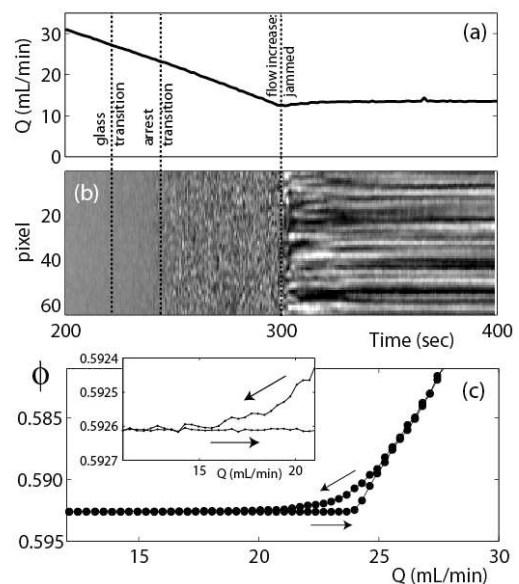 30
20
10
0
Q (mL/min)
(a)
glass
transition
arrest
transition
flow increase:
jammed
(b)
pixel
20
40
60
200
300
400
Time (sec)
ϕ
0.5924
0.5925
0.5926
0.5927
15
20
Q (mL/min)
(c)
0.585
0.590
0.595
15
20
25
30
Q (mL/min)